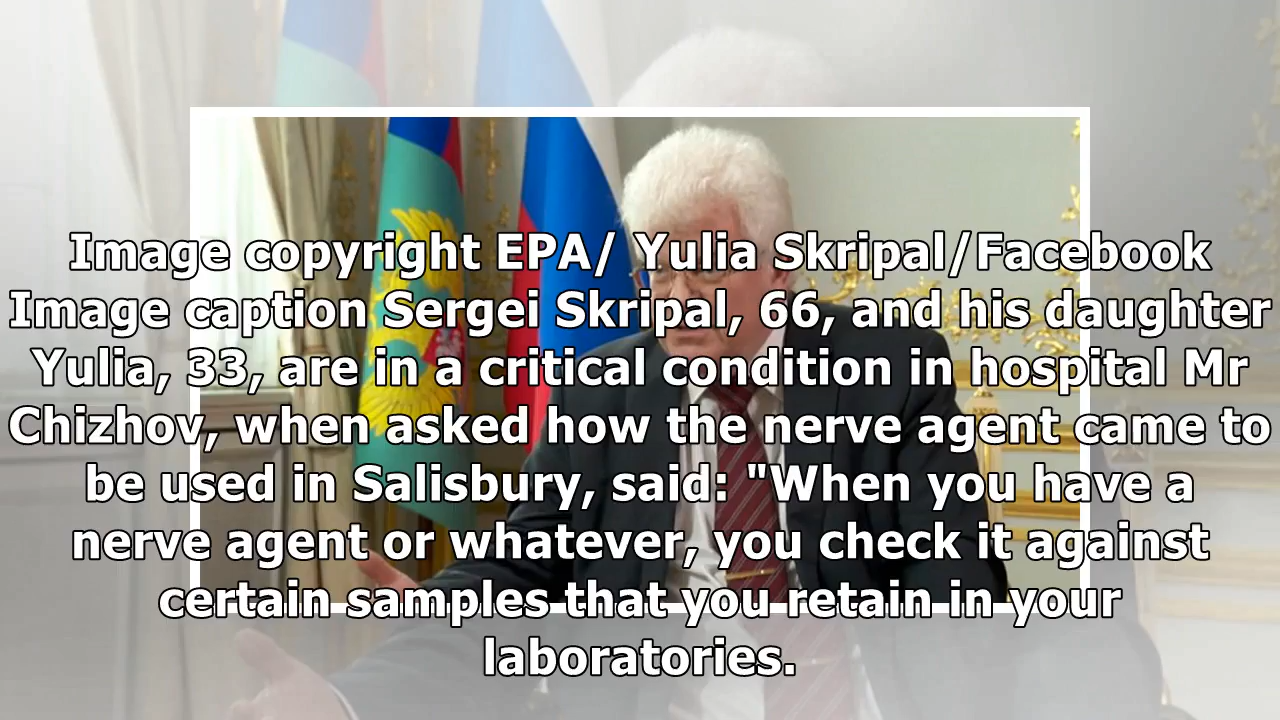 Image copyright EPA/ Yulia Skripal/Facebook
Image caption Sergei Skripal, 66, and his daughter
Yulia, 33, are in a critical condition in hospital Mr
Chizhov, when asked how the nerve agent came to
be used in Salisbury, said: "When you have a
nerve agent or whatever, you check it against
certain samples that you retain in your
laboratories.